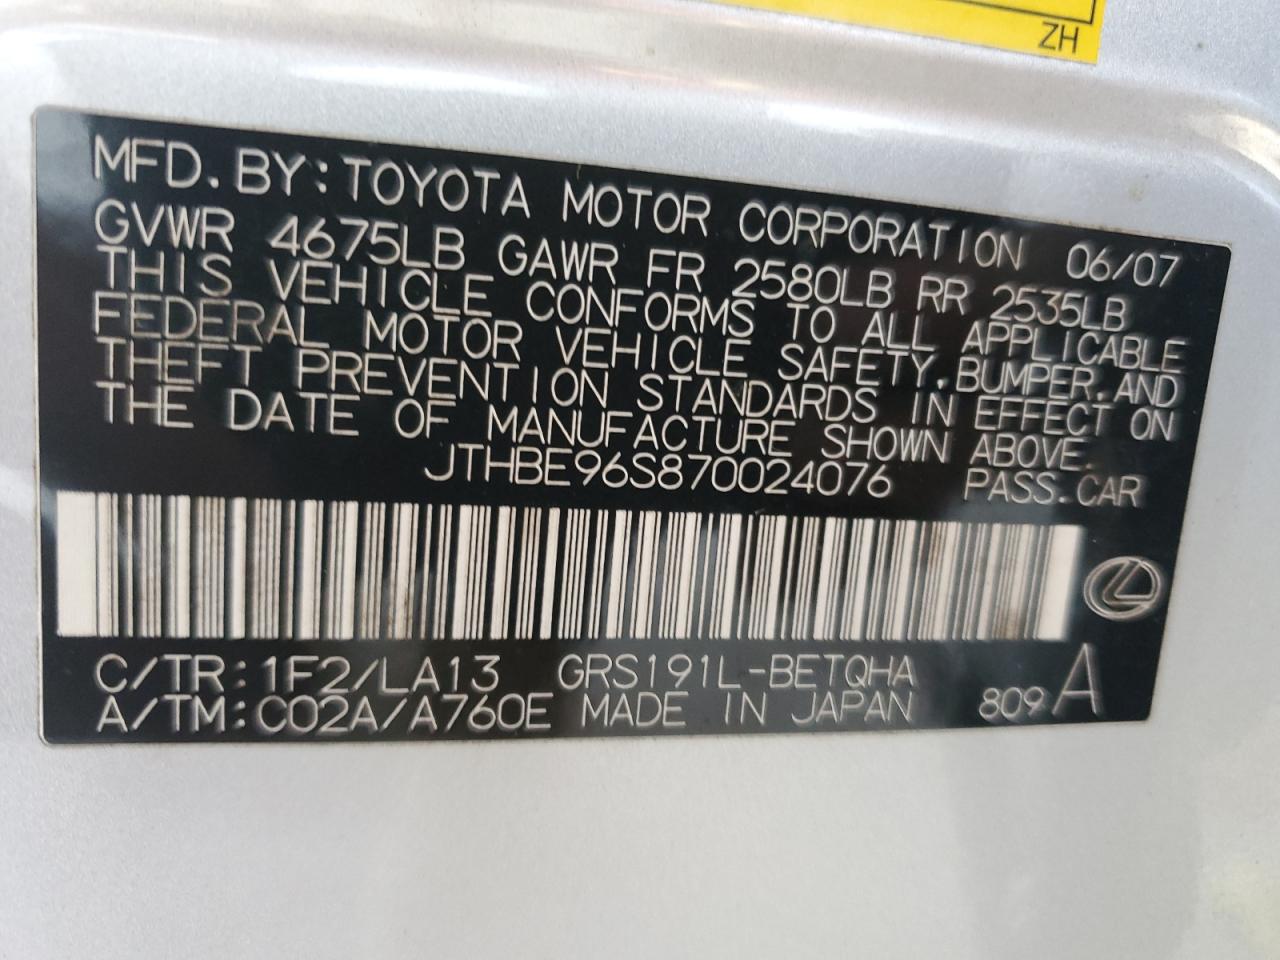 ZH
MFD. BY: TOYOTA MOTOR CORPORATION 06/07
GVWR 4675LB GAWR FR 2580LB RR 2535LB
THIS VEHICLE CONFORMS TO ALL APPLICABLE
FEDERAL MOTOR VEHICLE SAFETY, BUMPER, AND
THEFT PREVENTION STANDARDS IN EFFECT ON
THE DATE OF MANUFACTURE SHOWN ABOVE.
JTHBE96S870024076 PASS. CAR
C/TR: 1F2/LA13 GRS191L-BETQHA
A/TM: C02A/A760E MADE IN JAPAN 809 A